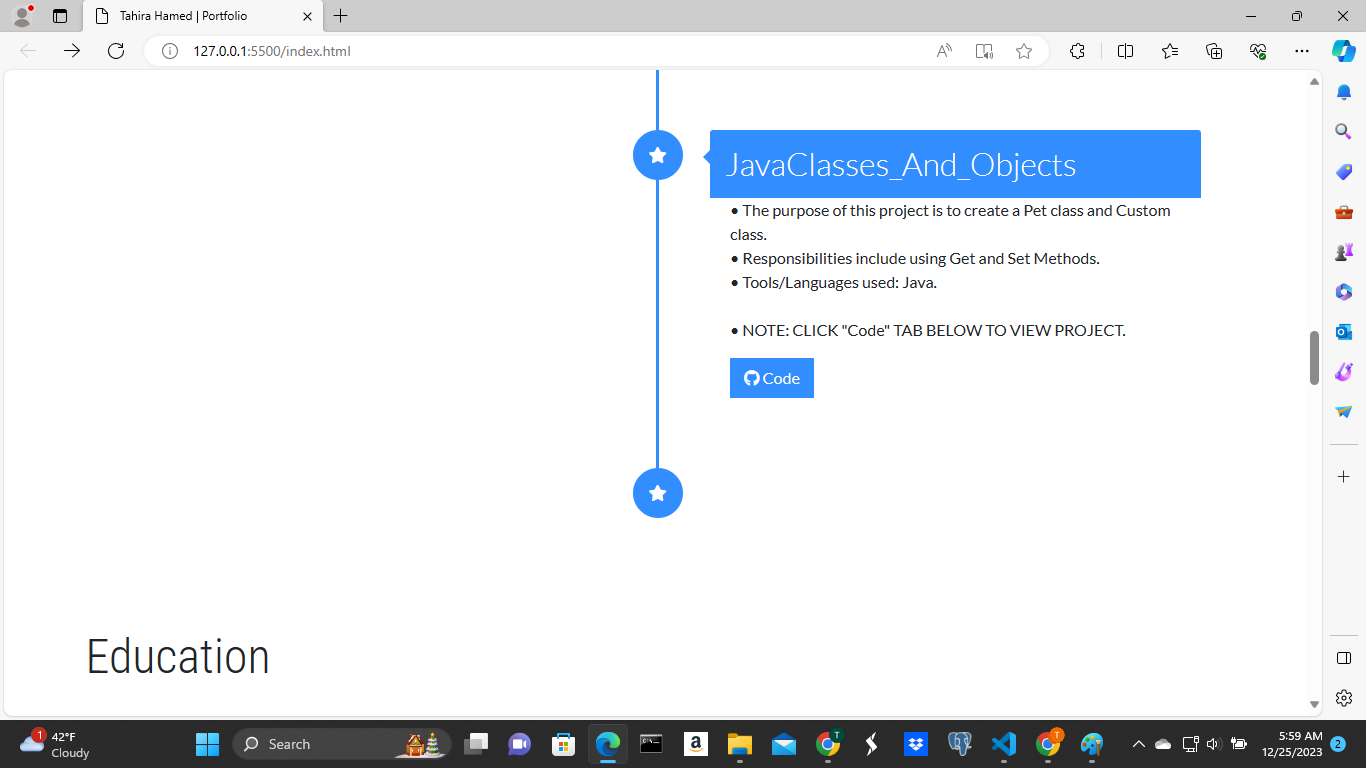 Tahira Hamed | Portfolio
127.0.0.1:5500/index.html
JavaClasses_And_Objects
• The purpose of this project is to create a Pet class and Custom
class.
• Responsibilities include using Get and Set Methods.
• Tools/Languages used: Java.
• NOTE: CLICK "Code" TAB BELOW TO VIEW PROJECT.
Code
Education
1
42°F
Cloudy
Search
a
T
T
5:59 AM
12/25/2023
2